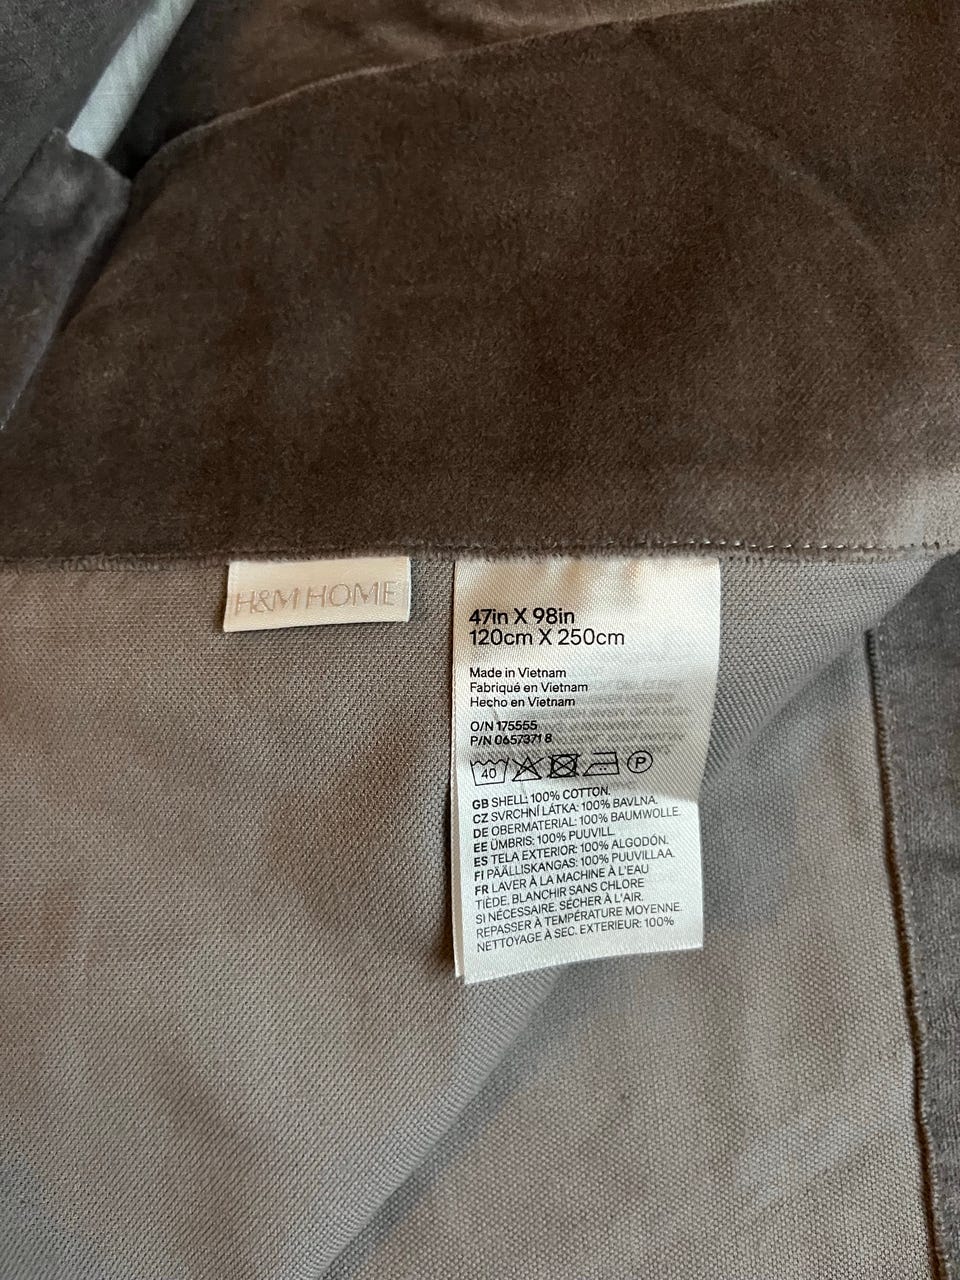 H&M HOME
47in X 98in
120cm X 250cm
Made in Vietnam
Fabriqué en Vietnam
Hecho en Vietnam
O/N 175555
P/N 0657371 8
40 P
GB SHELL: 100% COTTON.
CZ SVRCHNÍ LÁTKA: 100% BAVLNA.
DE OBERMATERIAL: 100% BAUMWOLLE.
EE ÜMBRIS: 100% PUUVILL.
ES TELA EXTERIOR: 100% ALGODÓN.
FI PÄÄLLISKANGAS: 100% PUUVILLAA.
FR LAVER À LA MACHINE À L'EAU
TIÈDE. BLANCHIR SANS CHLORE
SI NÉCESSAIRE. SÉCHER À L'AIR.
REPASSER À TEMPÉRATURE MOYENNE.
NETTOYAGE À SEC. EXTERIEUR: 100%